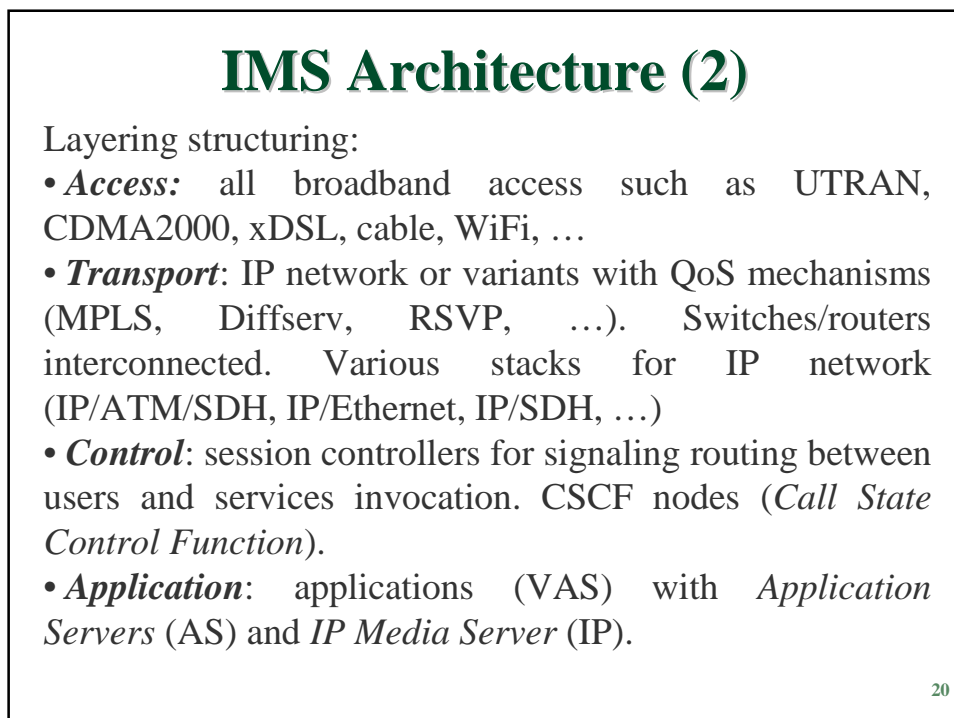 IMS Architecture (2)
Layering structuring:
• Access: all broadband access such as UTRAN,
CDMA2000, xDSL, cable, WiFi, …
• Transport: IP network or variants with QoS mechanisms
(MPLS, Diffserv, RSVP, …). Switches/routers
interconnected. Various stacks for IP network
(IP/ATM/SDH, IP/Ethernet, IP/SDH, …)
• Control: session controllers for signaling routing between
users and services invocation. CSCF nodes (Call State
Control Function).
• Application: applications (VAS) with Application
Servers (AS) and IP Media Server (IP).
20